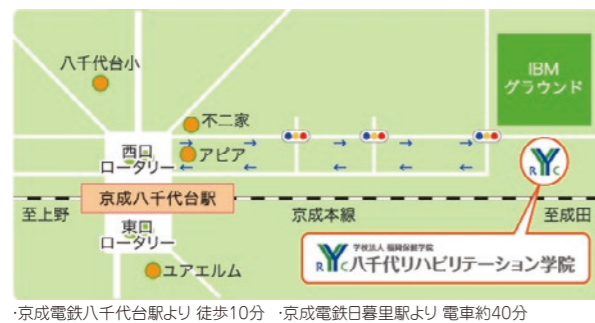 八千代台小
IBM
グラウンド
不二家
アピア
西口
ロータリー
RYC
京成八千代台駅
至上野
京成本線
至成田
東口
ロータリー
学校法人 福岡保健学院
RYC八千代リハビリテーション学院
ユアエルム
・京成電鉄八千代台駅より 徒歩10分 ・京成電鉄日暮里駅より 電車約40分